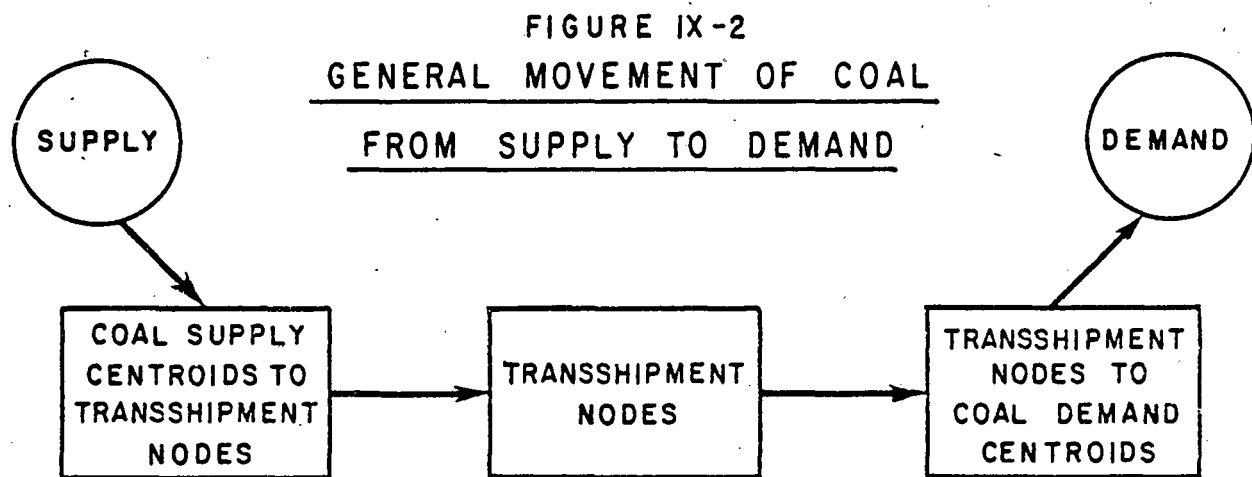 FIGURE IX-2
GENERAL MOVEMENT OF COAL
FROM SUPPLY TO DEMAND
SUPPLY
DEMAND
COAL SUPPLY
CENTROIDS TO
TRANSSHIPMENT
NODES
TRANSSHIPMENT
NODES
TRANSSHIPMENT
NODES TO
COAL DEMAND
CENTROIDS